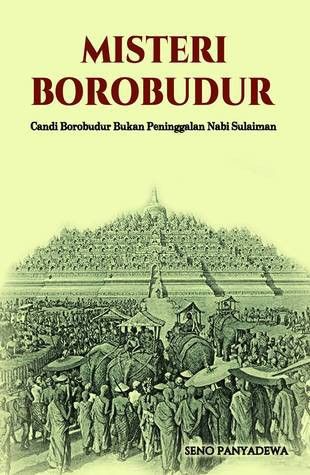 MISTERI
BOROBUDUR
Candi Borobudur Bukan Peninggalan Nabi Sulaiman
SENO PANYADEWA